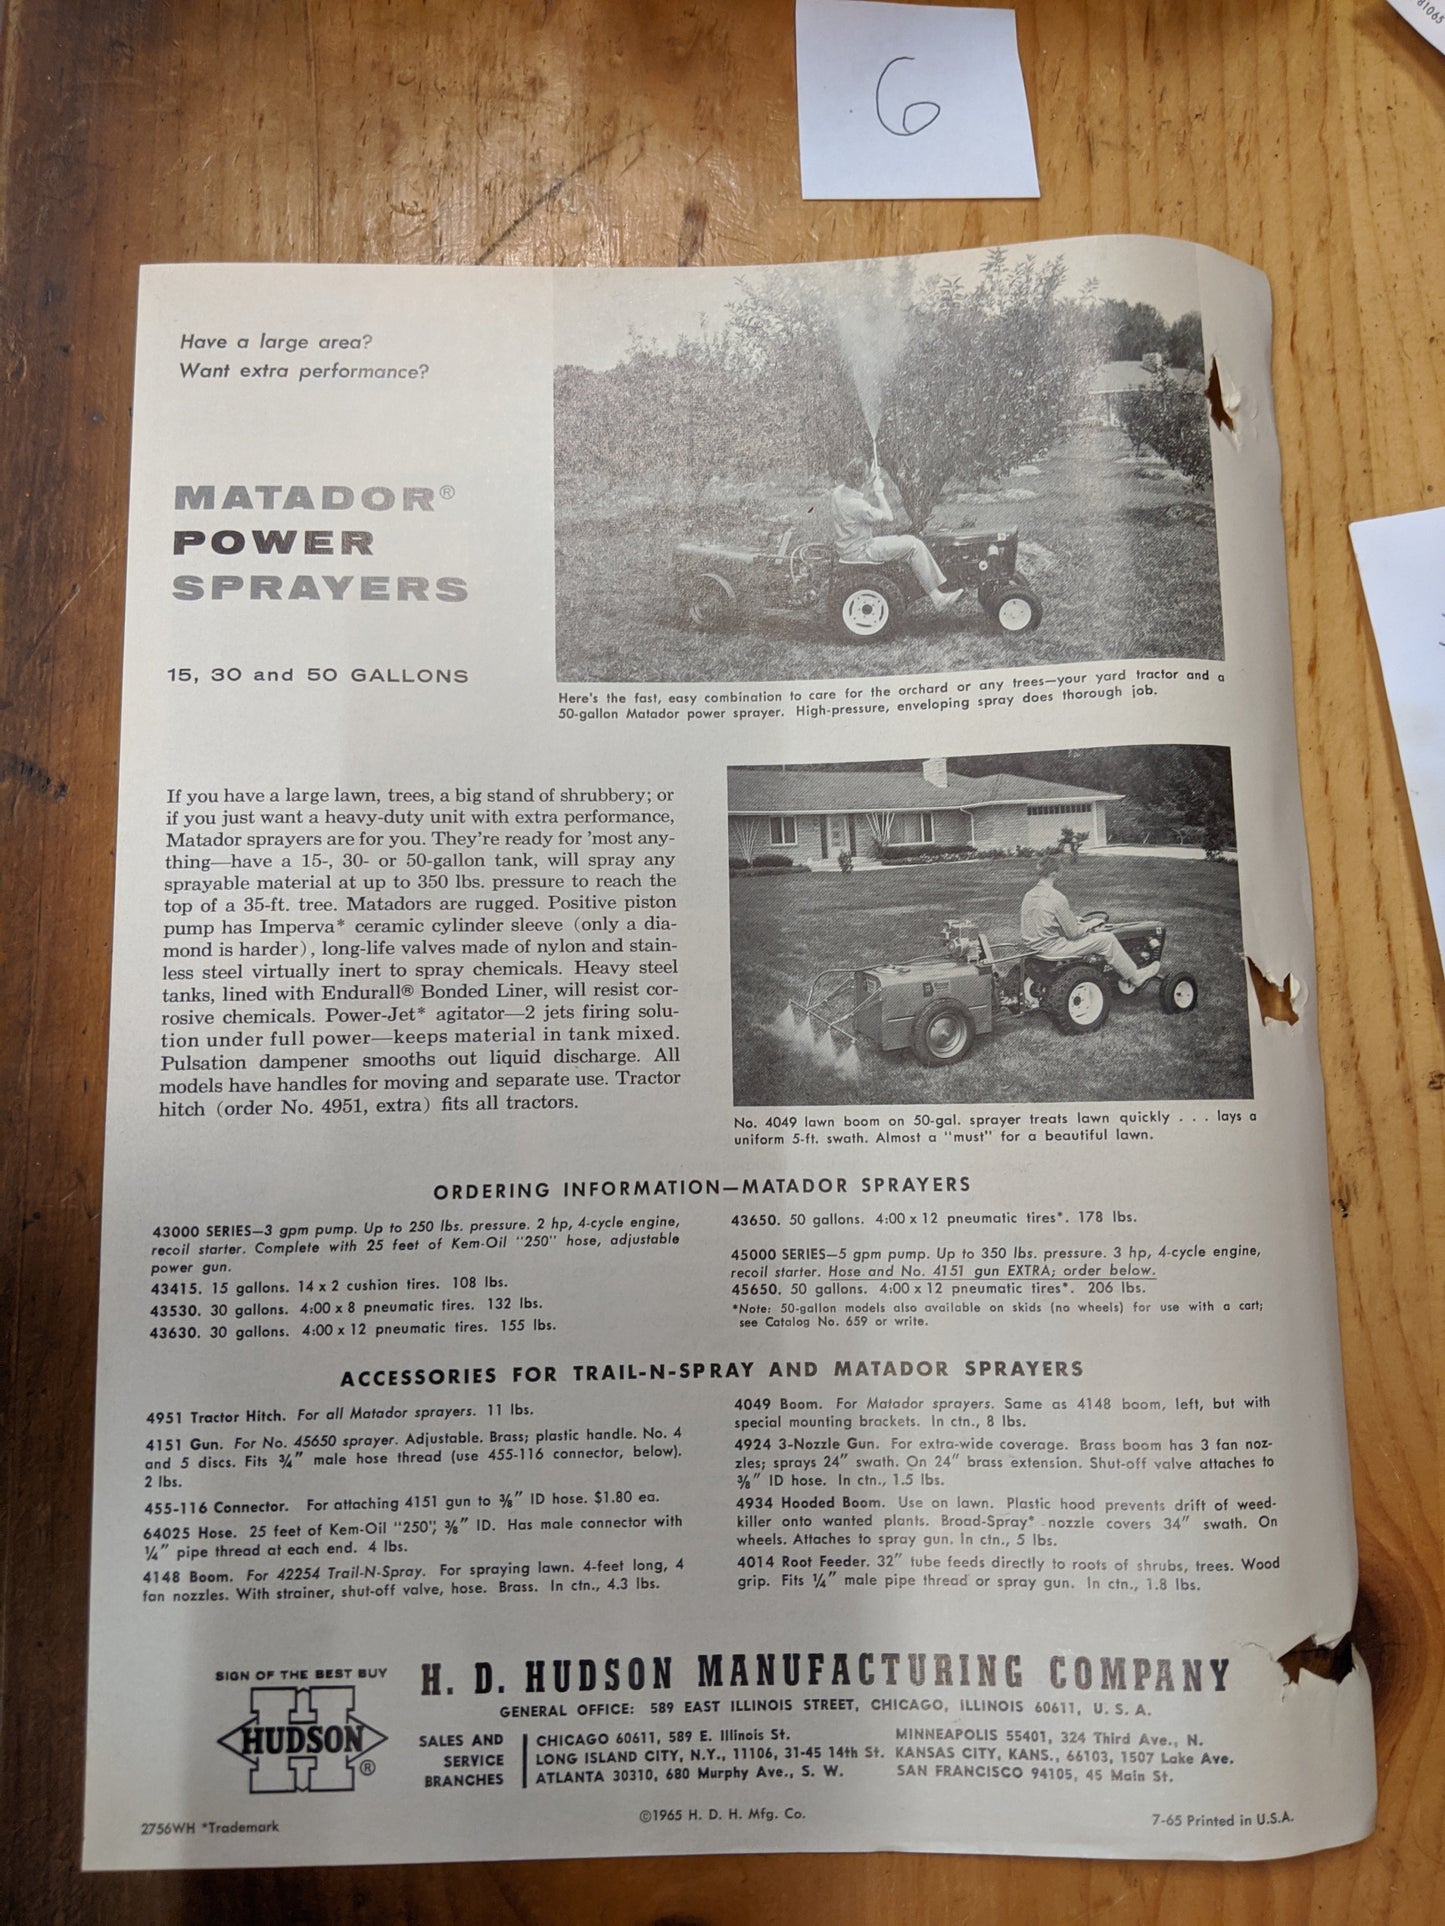 6
81065
Have a large area?
Want extra performance?
MATADOR®
POWER
SPRAYERS
15, 30 and 50 GALLONS
Here's the fast, easy combination to care for the orchard or any trees—your yard tractor and a
50-gallon Matador power sprayer. High-pressure, enveloping spray does thorough job.
If you have a large lawn, trees, a big stand of shrubbery; or
if you just want a heavy-duty unit with extra performance,
Matador sprayers are for you. They're ready for 'most any-
thing—have a 15-, 30- or 50-gallon tank, will spray any
sprayable material at up to 350 lbs. pressure to reach the
top of a 35-ft. tree. Matadors are rugged. Positive piston
pump has Imperva* ceramic cylinder sleeve (only a dia-
mond is harder), long-life valves made of nylon and stain-
less steel virtually inert to spray chemicals. Heavy steel
tanks, lined with Endurall® Bonded Liner, will resist cor-
rosive chemicals. Power-Jet* agitator—2 jets firing solu-
tion under full power—keeps material in tank mixed.
Pulsation dampener smooths out liquid discharge. All
models have handles for moving and separate use. Tractor
hitch (order No. 4951, extra) fits all tractors.
No. 4049 lawn boom on 50-gal. sprayer treats lawn quickly . . . lays a
uniform 5-ft. swath. Almost a "must" for a beautiful lawn.
ORDERING INFORMATION—MATADOR SPRAYERS
43000 SERIES—3 gpm pump. Up to 250 lbs. pressure. 2 hp, 4-cycle engine,
recoil starter. Complete with 25 feet of Kem-Oil "250" hose, adjustable
power gun.
43415. 15 gallons. 14 x 2 cushion tires. 108 lbs.
43530. 30 gallons. 4:00 x 8 pneumatic tires. 132 lbs.
43630. 30 gallons. 4:00 x 12 pneumatic tires. 155 lbs.
43650. 50 gallons. 4:00 x 12 pneumatic tires*. 178 lbs.
45000 SERIES—5 gpm pump. Up to 350 lbs. pressure. 3 hp, 4-cycle engine,
recoil starter. Hose and No. 4151 gun EXTRA; order below.
45650. 50 gallons. 4:00 x 12 pneumatic tires*. 206 lbs.
*Note: 50-gallon models also available on skids (no wheels) for use with a cart;
see Catalog No. 659 or write.
ACCESSORIES FOR TRAIL-N-SPRAY AND MATADOR SPRAYERS
4951 Tractor Hitch. For all Matador sprayers. 11 lbs.
4151 Gun. For No. 45650 sprayer. Adjustable. Brass; plastic handle. No. 4
and 5 discs. Fits ¾" male hose thread (use 455-116 connector, below).
2 lbs.
455-116 Connector. For attaching 4151 gun to ⅜" ID hose. $1.80 ea.
64025 Hose. 25 feet of Kem-Oil "250"; ⅜" ID. Has male connector with
¼" pipe thread at each end. 4 lbs.
4148 Boom. For 42254 Trail-N-Spray. For spraying lawn. 4-feet long, 4
fan nozzles. With strainer, shut-off valve, hose. Brass. In ctn., 4.3 lbs.
4049 Boom. For Matador sprayers. Same as 4148 boom, left, but with
special mounting brackets. In ctn., 8 lbs.
4924 3-Nozzle Gun. For extra-wide coverage. Brass boom has 3 fan noz-
zles; sprays 24" swath. On 24" brass extension. Shut-off valve attaches to
⅜" ID hose. In ctn., 1.5 lbs.
4934 Hooded Boom. Use on lawn. Plastic hood prevents drift of weed-
killer onto wanted plants. Broad-Spray* nozzle covers 34" swath. On
wheels. Attaches to spray gun. In ctn., 5 lbs.
4014 Root Feeder. 32" tube feeds directly to roots of shrubs, trees. Wood
grip. Fits ¼" male pipe thread or spray gun. In ctn., 1.8 lbs.
SIGN OF THE BEST BUY
HUDSON®
H. D. HUDSON MANUFACTURING COMPANY
GENERAL OFFICE: 589 EAST ILLINOIS STREET, CHICAGO, ILLINOIS 60611, U. S. A.
SALES AND
SERVICE
BRANCHES
CHICAGO 60611, 589 E. Illinois St.
LONG ISLAND CITY, N.Y., 11106, 31-45 14th St.
ATLANTA 30310, 680 Murphy Ave., S. W.
MINNEAPOLIS 55401, 324 Third Ave., N.
KANSAS CITY, KANS., 66103, 1507 Lake Ave.
SAN FRANCISCO 94105, 45 Main St.
2756WH *Trademark
©1965 H. D. H. Mfg. Co.
7-65 Printed in U.S.A.